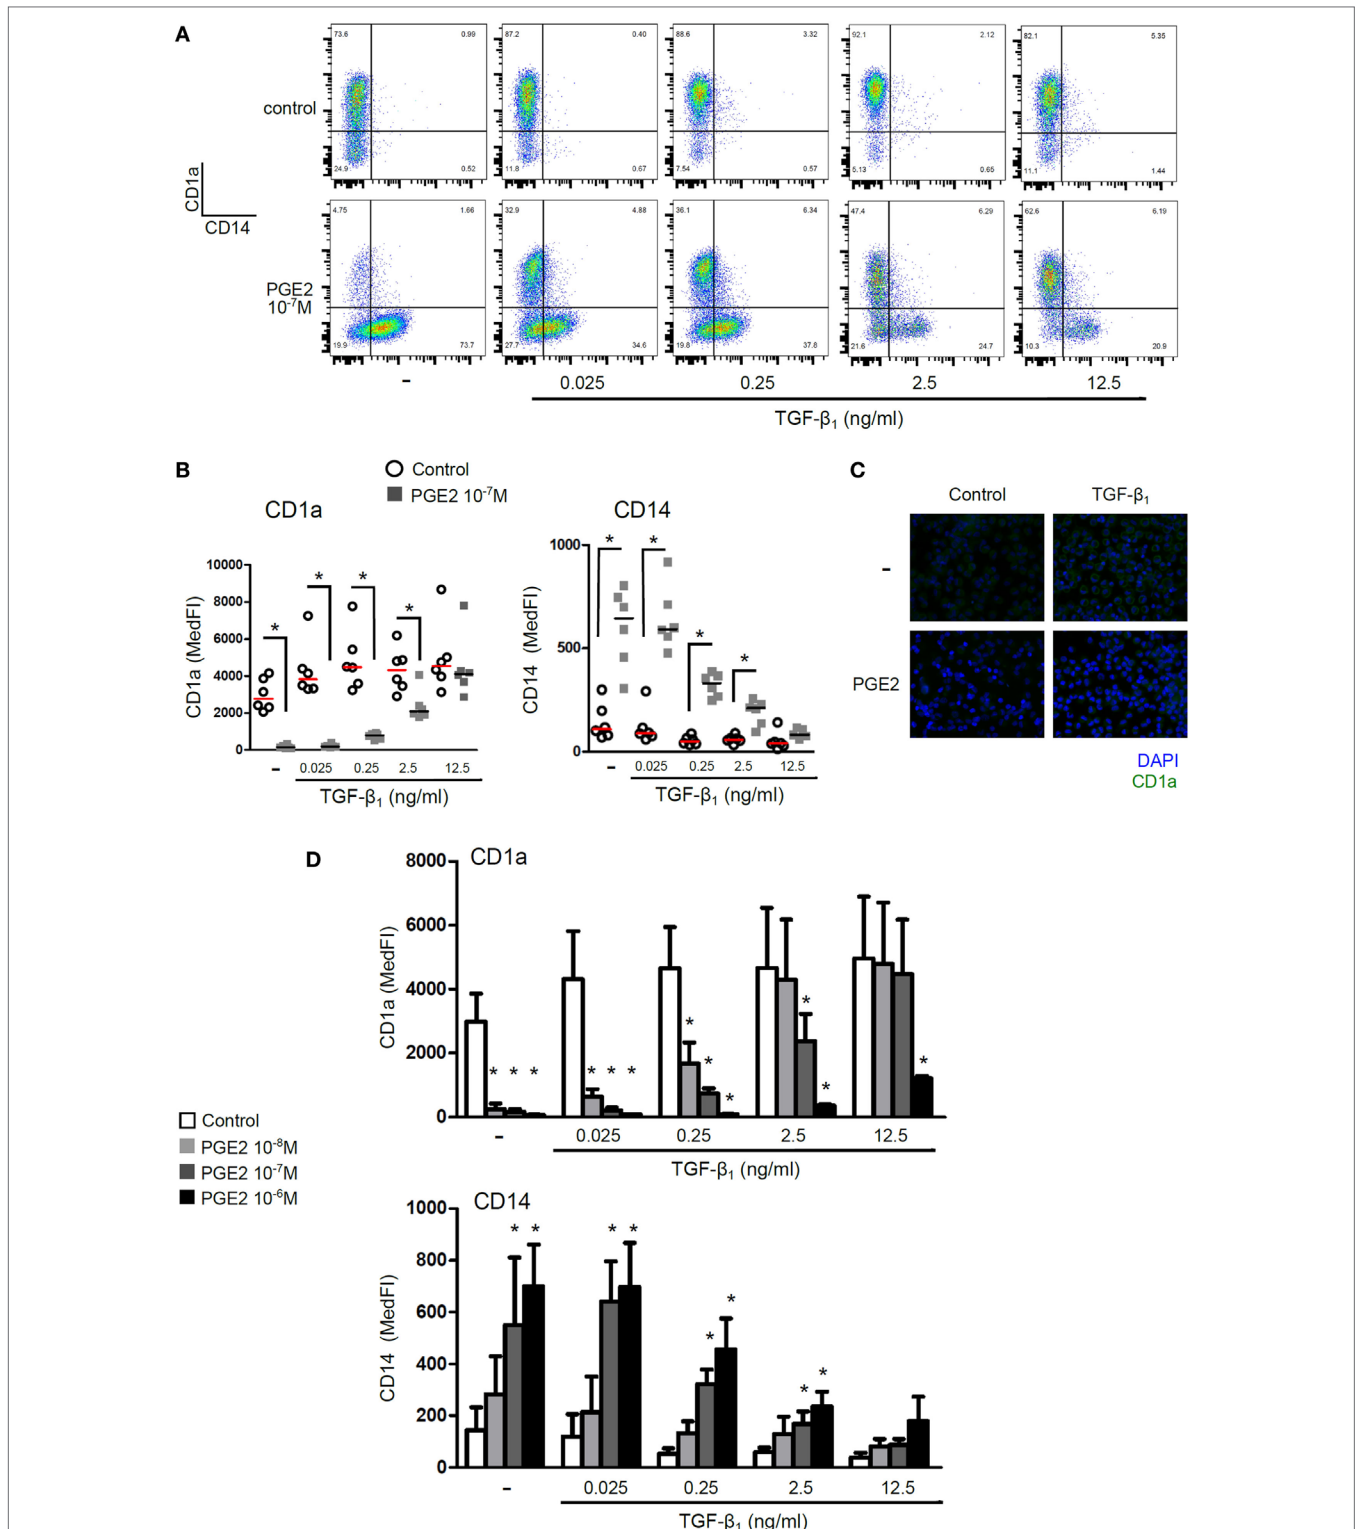 A
control
CD1a
CD14
PGE2
10⁻⁷M
73.6 0.99
24.9 0.52
87.2 0.40
11.8 0.67
88.6 3.32
7.54 0.57
92.1 2.12
5.13 0.65
82.1 5.35
11.1 1.44
4.75 1.66
19.9 73.7
32.9 4.88
27.7 34.6
36.1 6.34
19.8 37.8
47.4 6.29
21.6 24.7
62.6 6.19
10.3 20.9
– 0.025 0.25 2.5 12.5
TGF-β₁ (ng/ml)
B
Control
PGE2 10⁻⁷M
CD1a
CD1a (MedFI)
10000
8000
6000
4000
2000
0
* * * *
– 0.025 0.25 2.5 12.5
TGF-β₁ (ng/ml)
CD14
CD14 (MedFI)
1000
500
0
* * * *
– 0.025 0.25 2.5 12.5
TGF-β₁ (ng/ml)
C
Control TGF-β₁
–
PGE2
DAPI
CD1a
D
Control
PGE2 10⁻⁸M
PGE2 10⁻⁷M
PGE2 10⁻⁶M
CD1a
CD1a (MedFI)
8000
6000
4000
2000
0
* * * * * * * * * * * *
– 0.025 0.25 2.5 12.5
TGF-β₁ (ng/ml)
CD14
CD14 (MedFI)
1000
800
600
400
200
0
* * * * * * * *
– 0.025 0.25 2.5 12.5
TGF-β₁ (ng/ml)